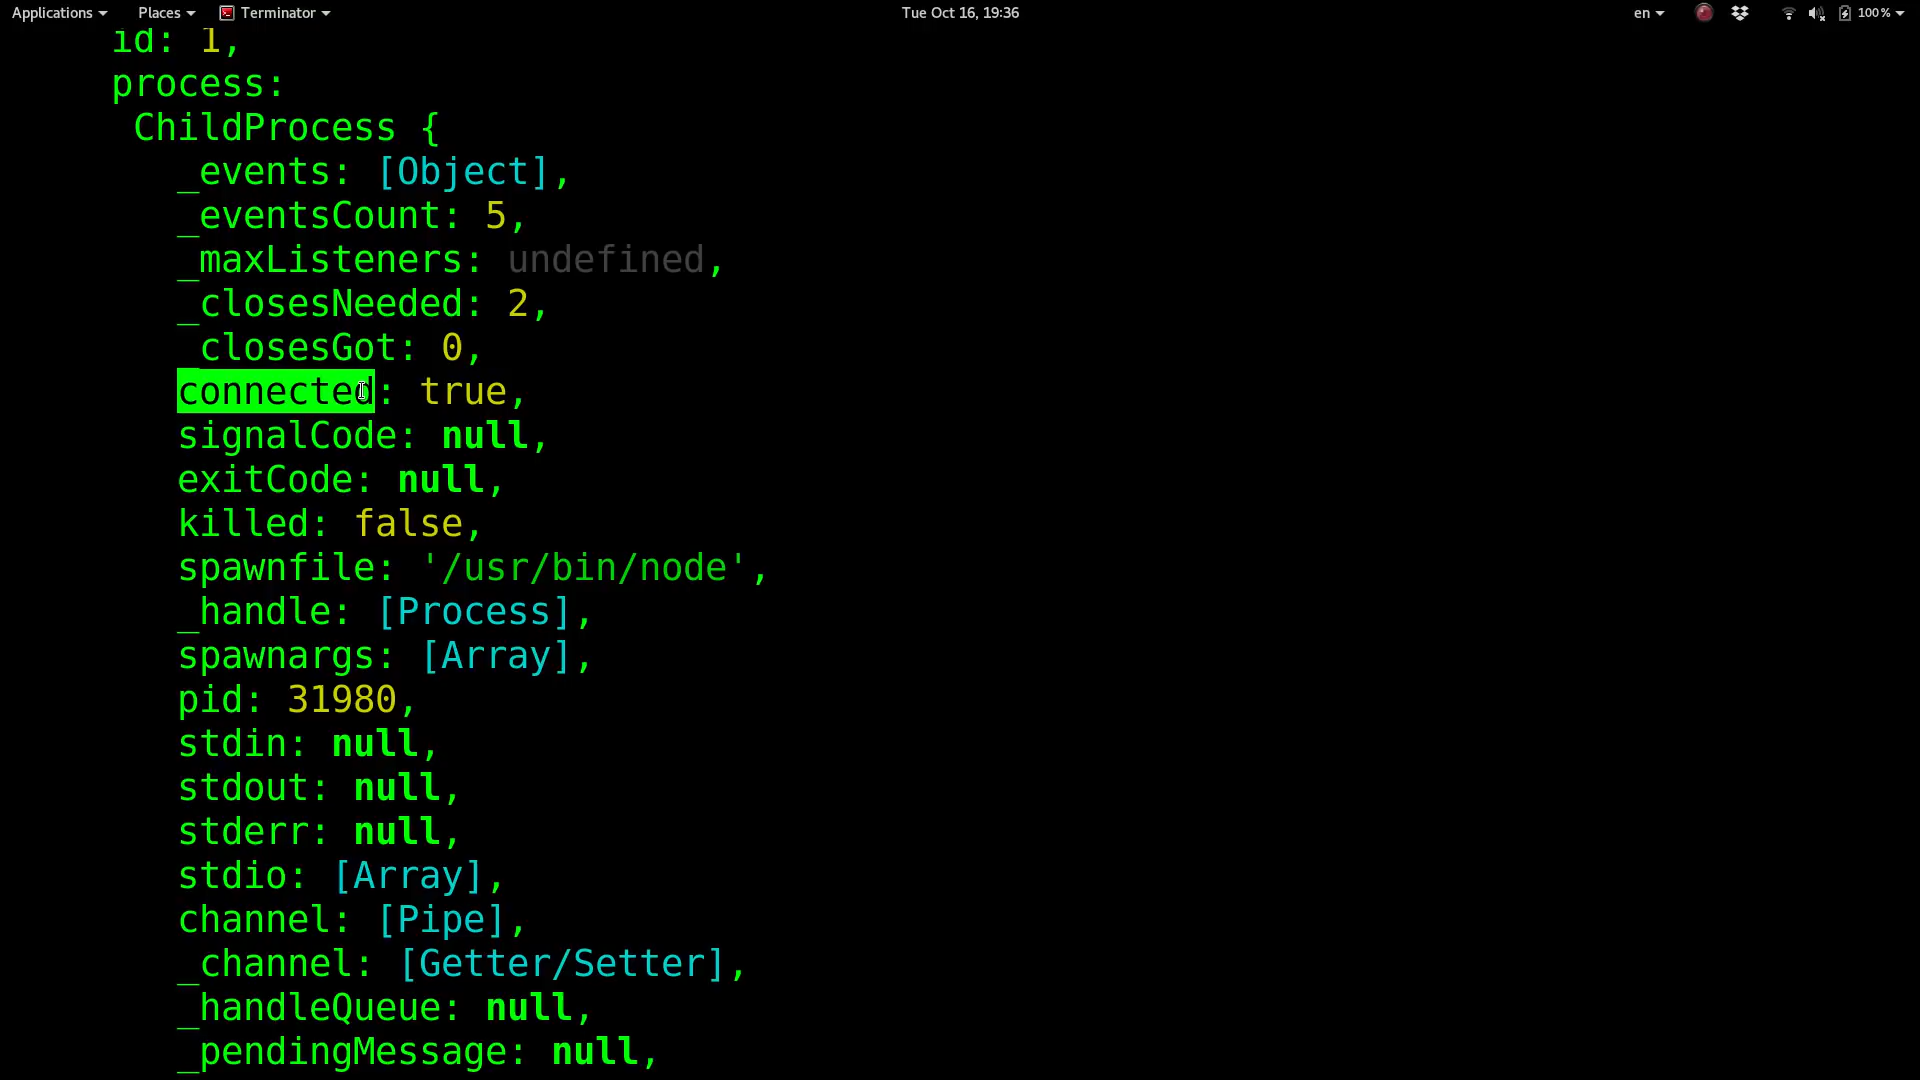 Applications Places Terminator Tue Oct 16, 19:36 en 100%
id: 1,
process:
ChildProcess {
_events: [Object],
_eventsCount: 5,
_maxListeners: undefined,
_closesNeeded: 2,
_closesGot: 0,
connected: true,
signalCode: null,
exitCode: null,
killed: false,
spawnfile: '/usr/bin/node',
_handle: [Process],
spawnargs: [Array],
pid: 31980,
stdin: null,
stdout: null,
stderr: null,
stdio: [Array],
channel: [Pipe],
_channel: [Getter/Setter],
_handleQueue: null,
_pendingMessage: null,